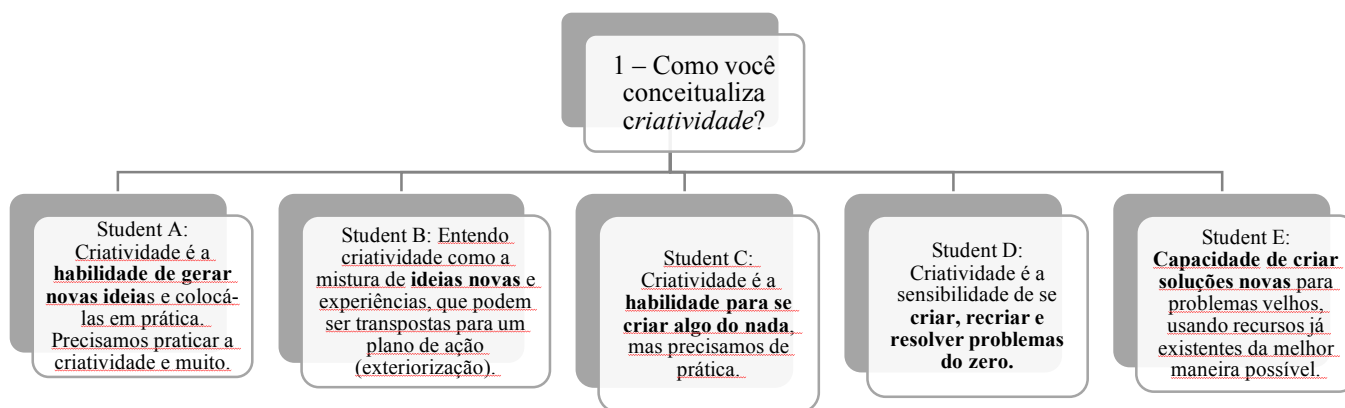 1 – Como você
conceitualiza
criatividade?
Student A:
Criatividade é a
habilidade de gerar
novas ideias e colocá-
las em prática.
Precisamos praticar a
criatividade e muito.
Student B: Entendo
criatividade como a
mistura de ideias novas e
experiências, que podem
ser transpostas para um
plano de ação
(exteriorização).
Student C:
Criatividade é a
habilidade para se
criar algo do nada,
mas precisamos de
prática.
Student D:
Criatividade é a
sensibilidade de se
criar, recriar e
resolver problemas
do zero.
Student E:
Capacidade de criar
soluções novas para
problemas velhos,
usando recursos já
existentes da melhor
maneira possível.